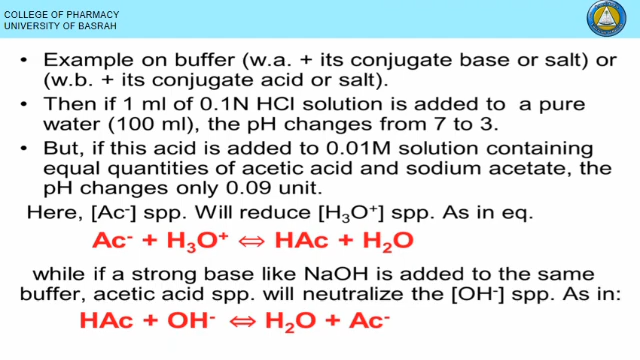 COLLEGE OF PHARMACY
UNIVERSITY OF BASRAH
• Example on buffer (w.a. + its conjugate base or salt) or
(w.b. + its conjugate acid or salt).
• Then if 1 ml of 0.1N HCl solution is added to a pure
water (100 ml), the pH changes from 7 to 3.
• But, if this acid is added to 0.01M solution containing
equal quantities of acetic acid and sodium acetate, the
pH changes only 0.09 unit.
Here, [Ac⁻] spp. Will reduce [H₃O⁺] spp. As in eq.
Ac⁻ + H₃O⁺ ⇔ HAc + H₂O
while if a strong base like NaOH is added to the same
buffer, acetic acid spp. will neutralize the [OH⁻] spp. As in:
HAc + OH⁻ ⇔ H₂O + Ac⁻